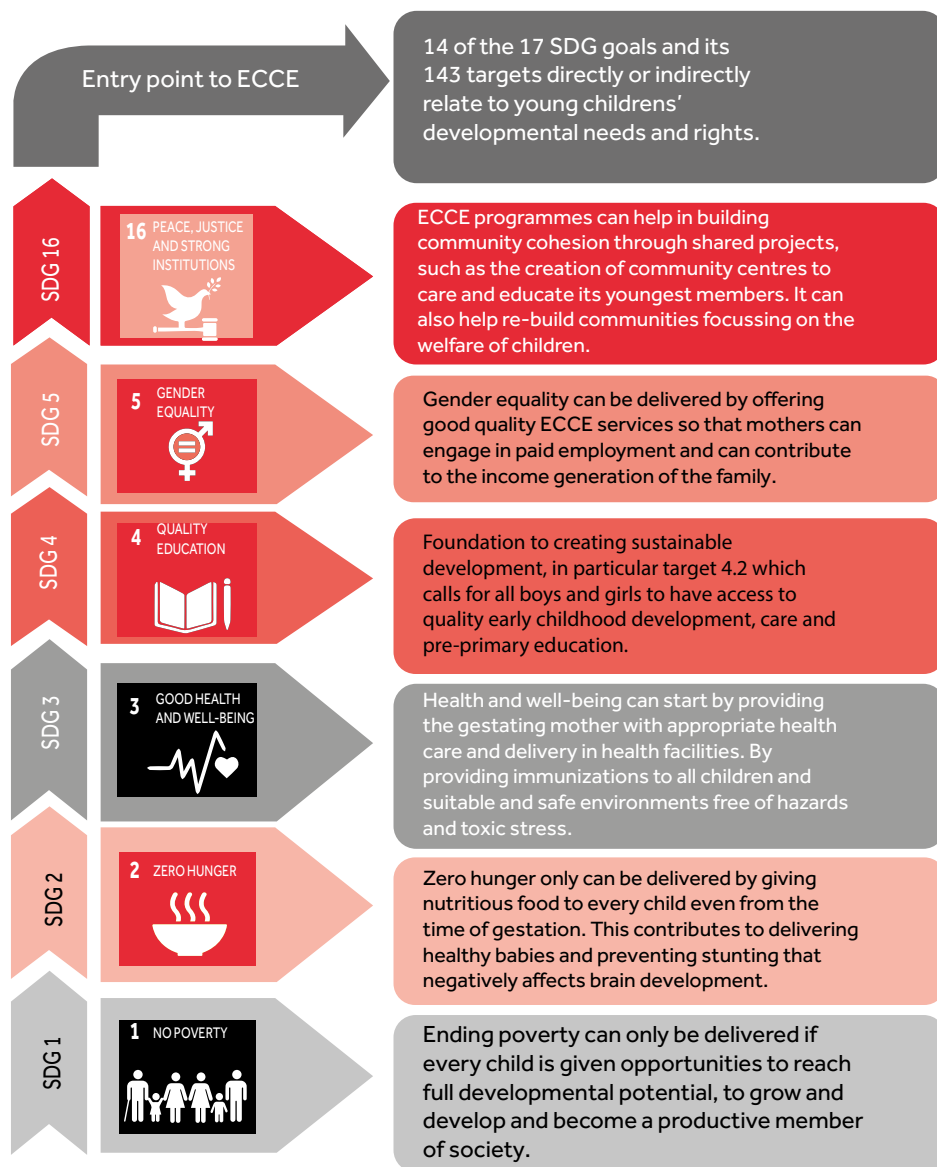 Entry point to ECCE
14 of the 17 SDG goals and its
143 targets directly or indirectly
relate to young childrens’
developmental needs and rights.
SDG 16
16 PEACE, JUSTICE
AND STRONG
INSTITUTIONS
ECCE programmes can help in building
community cohesion through shared projects,
such as the creation of community centres to
care and educate its youngest members. It can
also help re-build communities focussing on the
welfare of children.
SDG 5
5 GENDER
EQUALITY
Gender equality can be delivered by offering
good quality ECCE services so that mothers can
engage in paid employment and can contribute
to the income generation of the family.
SDG 4
4 QUALITY
EDUCATION
Foundation to creating sustainable
development, in particular target 4.2 which
calls for all boys and girls to have access to
quality early childhood development, care and
pre-primary education.
SDG 3
3 GOOD HEALTH
AND WELL-BEING
Health and well-being can start by providing
the gestating mother with appropriate health
care and delivery in health facilities. By
providing immunizations to all children and
suitable and safe environments free of hazards
and toxic stress.
SDG 2
2 ZERO HUNGER
Zero hunger only can be delivered by giving
nutritious food to every child even from the
time of gestation. This contributes to delivering
healthy babies and preventing stunting that
negatively affects brain development.
SDG 1
1 NO POVERTY
Ending poverty can only be delivered if
every child is given opportunities to reach
full developmental potential, to grow and
develop and become a productive member
of society.